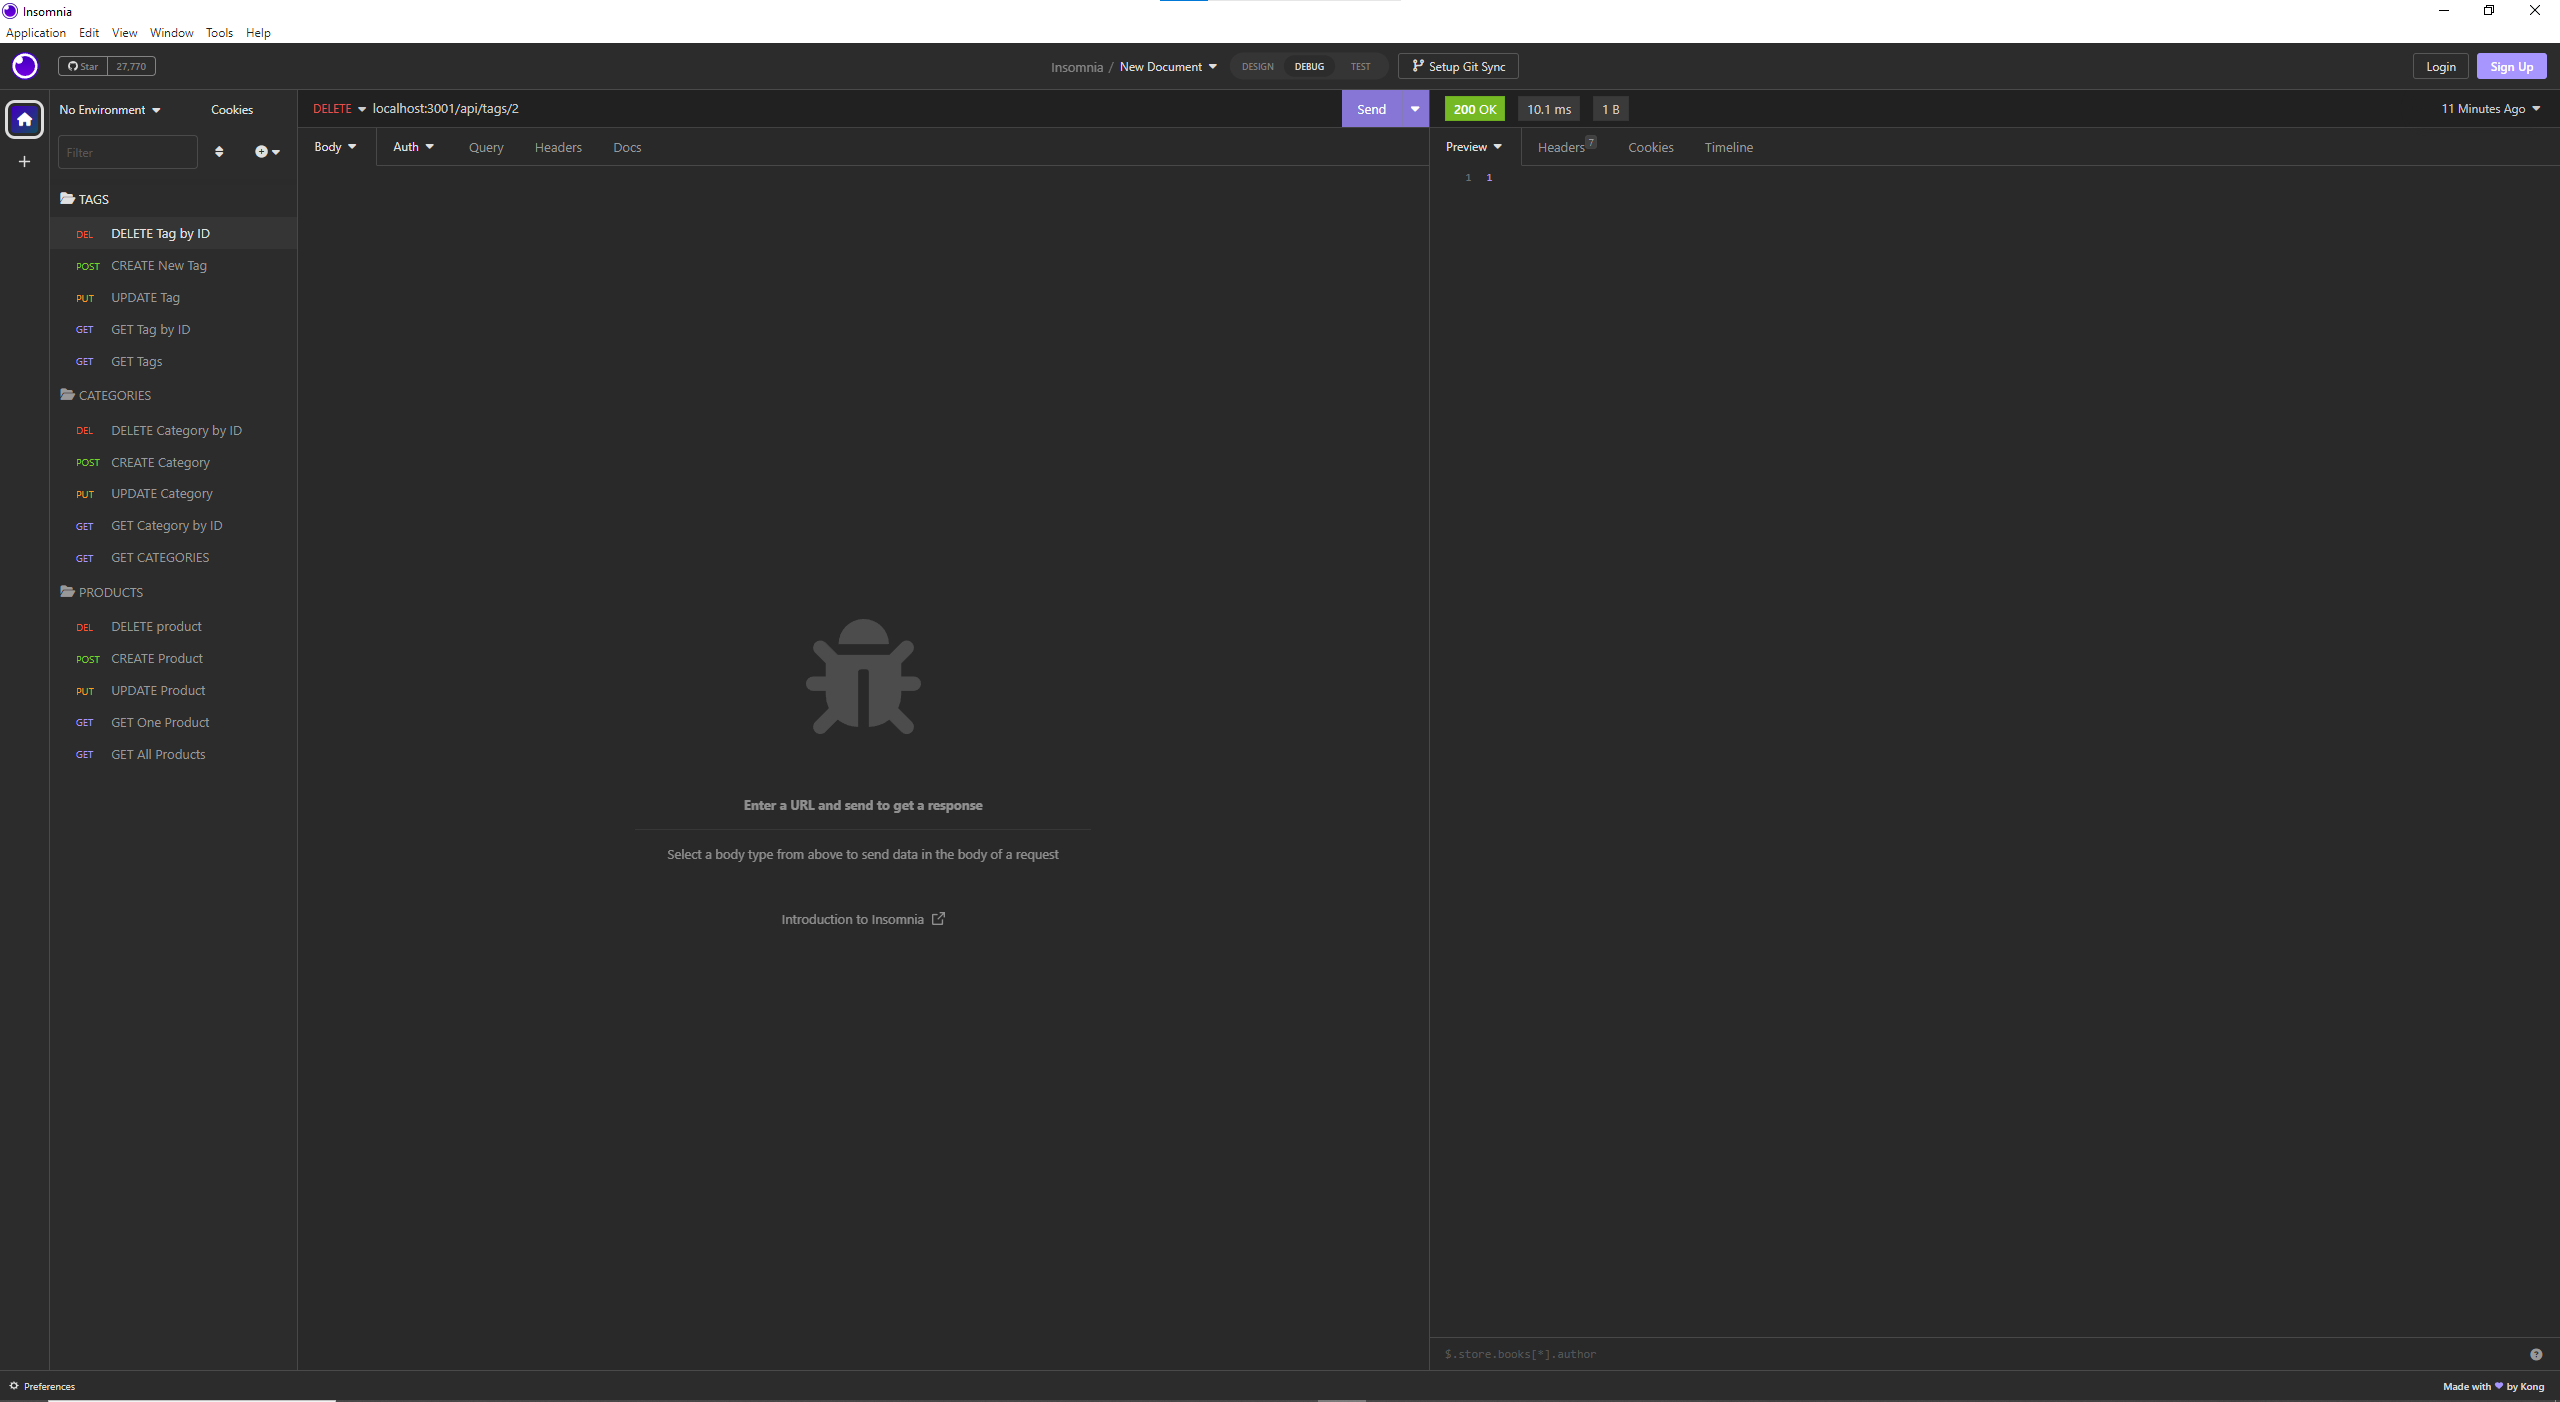 Insomnia
Application Edit View Window Tools Help
Star 27,770
Insomnia / New Document
DESIGN DEBUG TEST
Setup Git Sync
Login Sign Up
No Environment Cookies
Filter
TAGS
DEL DELETE Tag by ID
POST CREATE New Tag
PUT UPDATE Tag
GET GET Tag by ID
GET GET Tags
CATEGORIES
DEL DELETE Category by ID
POST CREATE Category
PUT UPDATE Category
GET GET Category by ID
GET GET CATEGORIES
PRODUCTS
DEL DELETE product
POST CREATE Product
PUT UPDATE Product
GET GET One Product
GET GET All Products
DELETE localhost:3001/api/tags/2 Send
Body Auth Query Headers Docs
Enter a URL and send to get a response
Select a body type from above to send data in the body of a request
Introduction to Insomnia
200 OK 10.1 ms 1 B 11 Minutes Ago
Preview Headers 7 Cookies Timeline
1 1
$.store.books[*].author
Preferences
Made with ♥ by Kong